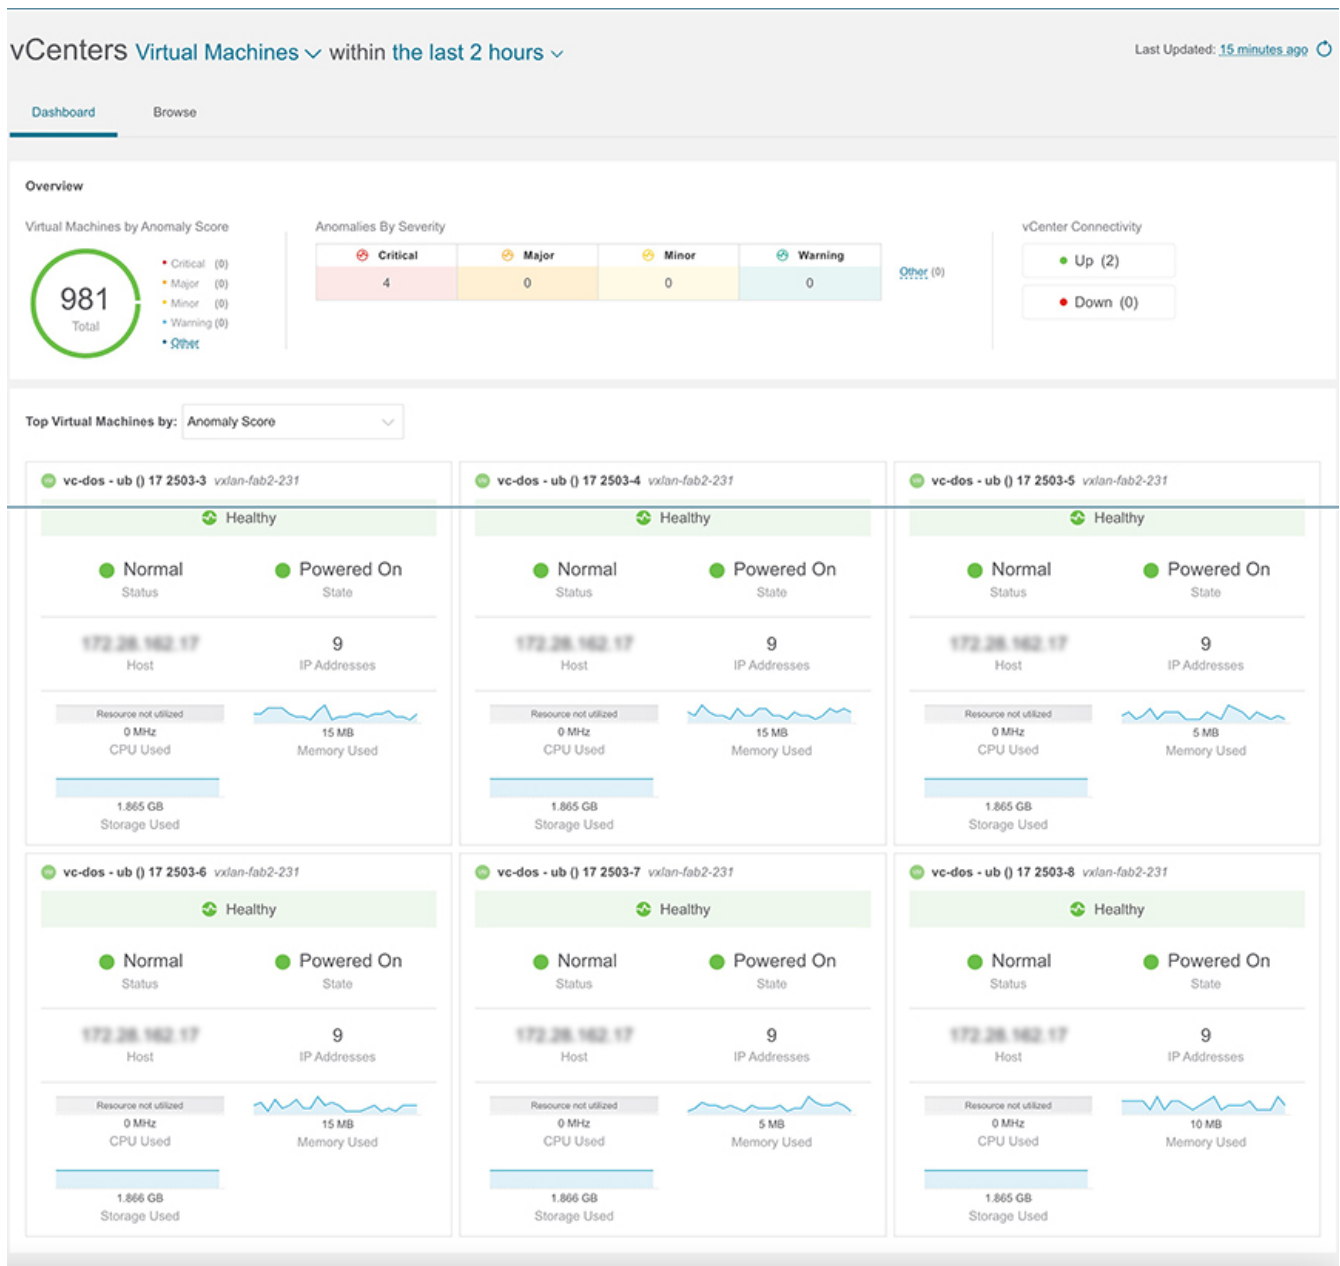 vCenters Virtual Machines within the last 2 hours
Last Updated: 15 minutes ago
Dashboard Browse
Overview
Virtual Machines by Anomaly Score
981
Total
Critical (0)
Major (0)
Minor (0)
Warning (0)
Other
Anomalies By Severity
Critical Major Minor Warning
4 0 0 0
Other (0)
vCenter Connectivity
Up (2)
Down (0)
Top Virtual Machines by: Anomaly Score
vc-dos - ub () 17 2503-3 vxlan-fab2-231
Healthy
Normal Powered On
Status State
9
Host IP Addresses
Resource not utilized
0 MHz 15 MB
CPU Used Memory Used
1.865 GB
Storage Used
vc-dos - ub () 17 2503-4 vxlan-fab2-231
Healthy
Normal Powered On
Status State
9
Host IP Addresses
Resource not utilized
0 MHz 15 MB
CPU Used Memory Used
1.865 GB
Storage Used
vc-dos - ub () 17 2503-5 vxlan-fab2-231
Healthy
Normal Powered On
Status State
9
Host IP Addresses
Resource not utilized
0 MHz 5 MB
CPU Used Memory Used
1.865 GB
Storage Used
vc-dos - ub () 17 2503-6 vxlan-fab2-231
Healthy
Normal Powered On
Status State
9
Host IP Addresses
Resource not utilized
0 MHz 15 MB
CPU Used Memory Used
1.866 GB
Storage Used
vc-dos - ub () 17 2503-7 vxlan-fab2-231
Healthy
Normal Powered On
Status State
9
Host IP Addresses
Resource not utilized
0 MHz 5 MB
CPU Used Memory Used
1.866 GB
Storage Used
vc-dos - ub () 17 2503-8 vxlan-fab2-231
Healthy
Normal Powered On
Status State
9
Host IP Addresses
Resource not utilized
0 MHz 10 MB
CPU Used Memory Used
1.865 GB
Storage Used